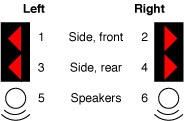 Left Right
1 Side, front 2
3 Side, rear 4
5 Speakers 6